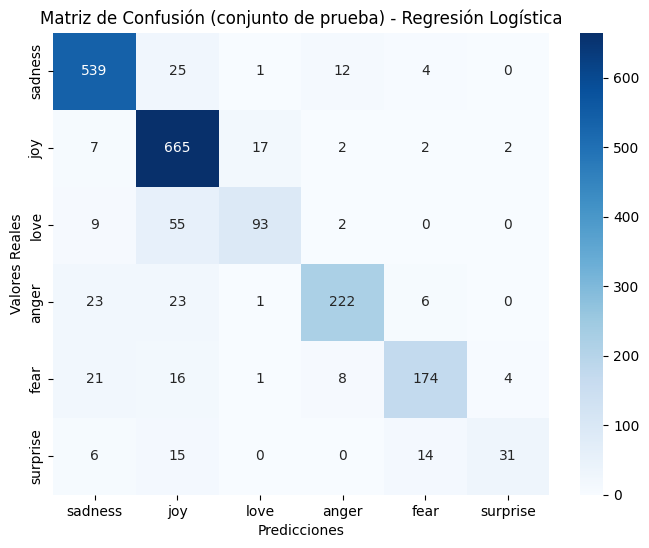 Matriz de Confusión (conjunto de prueba) - Regresión Logística
Valores Reales
sadness 539 25 1 12 4 0
joy 7 665 17 2 2 2
love 9 55 93 2 0 0
anger 23 23 1 222 6 0
fear 21 16 1 8 174 4
surprise 6 15 0 0 14 31
sadness joy love anger fear surprise
Predicciones
600
500
400
300
200
100
0